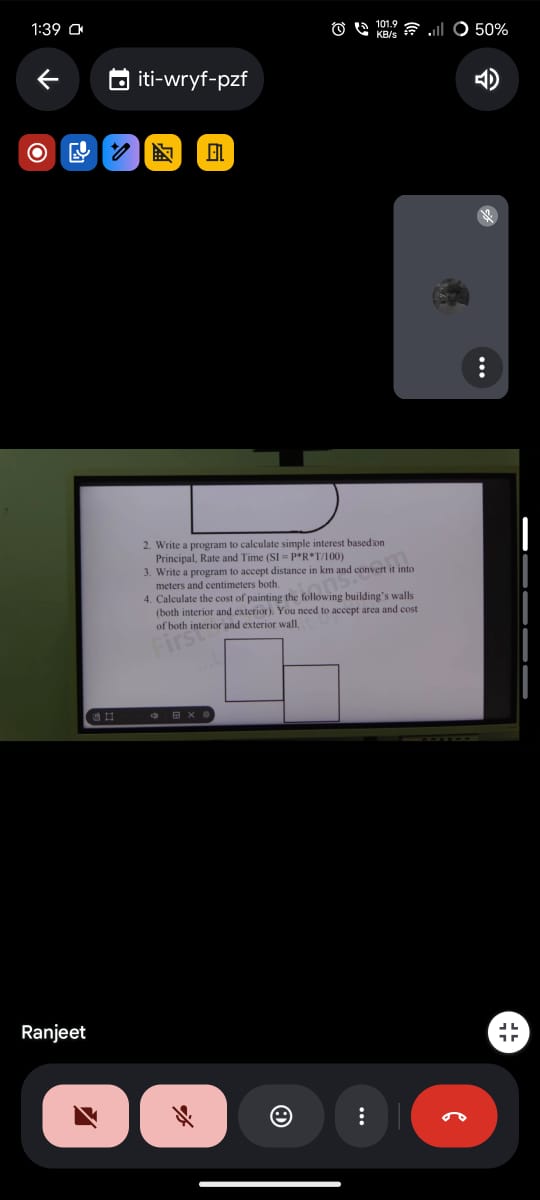 1:39
101.9
KB/s
50%
iti-wryf-pzf
2. Write a program to calculate simple interest based on
Principal, Rate and Time (SI = P*R*T/100)
3. Write a program to accept distance in km and convert it into
meters and centimeters both.
4. Calculate the cost of painting the following building's walls
(both interior and exterior). You need to accept area and cost
of both interior and exterior wall.
Ranjeet